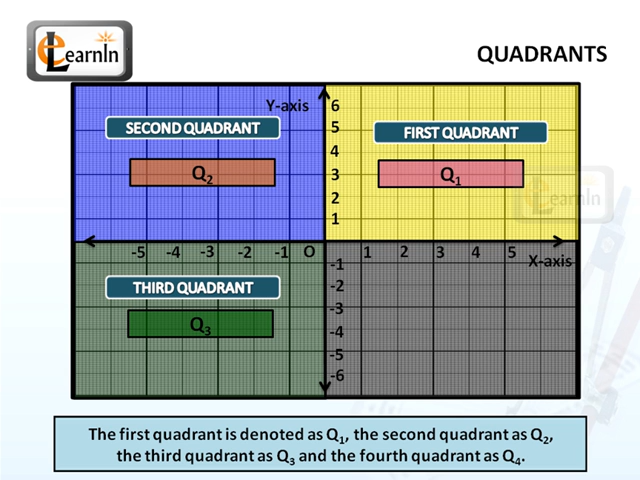 eLearnIn
QUADRANTS
Y-axis
6
5
4
3
2
1
SECOND QUADRANT
FIRST QUADRANT
Q₂
Q₁
eLearnIn
-5 -4 -3 -2 -1 O 1 2 3 4 5
X-axis
-1
-2
-3
-4
-5
-6
THIRD QUADRANT
Q₃
The first quadrant is denoted as Q₁, the second quadrant as Q₂,
the third quadrant as Q₃ and the fourth quadrant as Q₄.